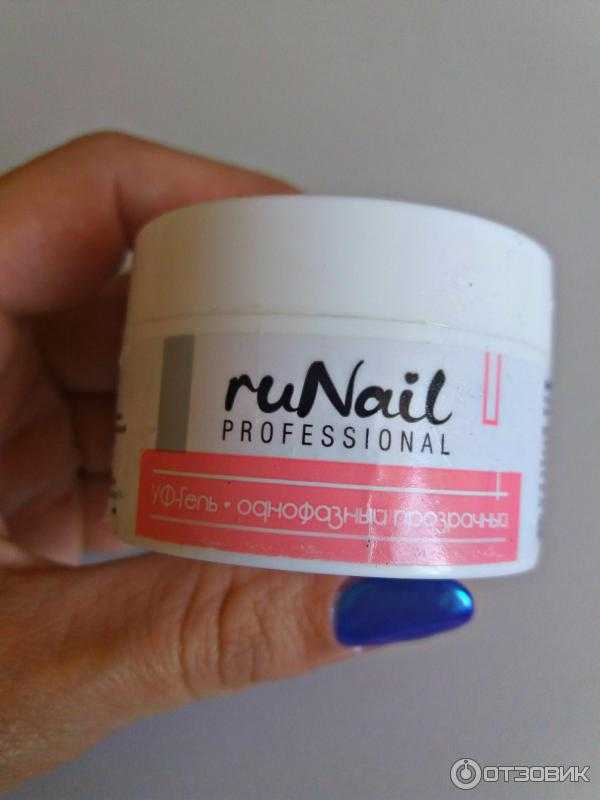 ruNail
PROFESSIONAL
УФ-Гель • однофазный прозрачный
ОТЗОВИК